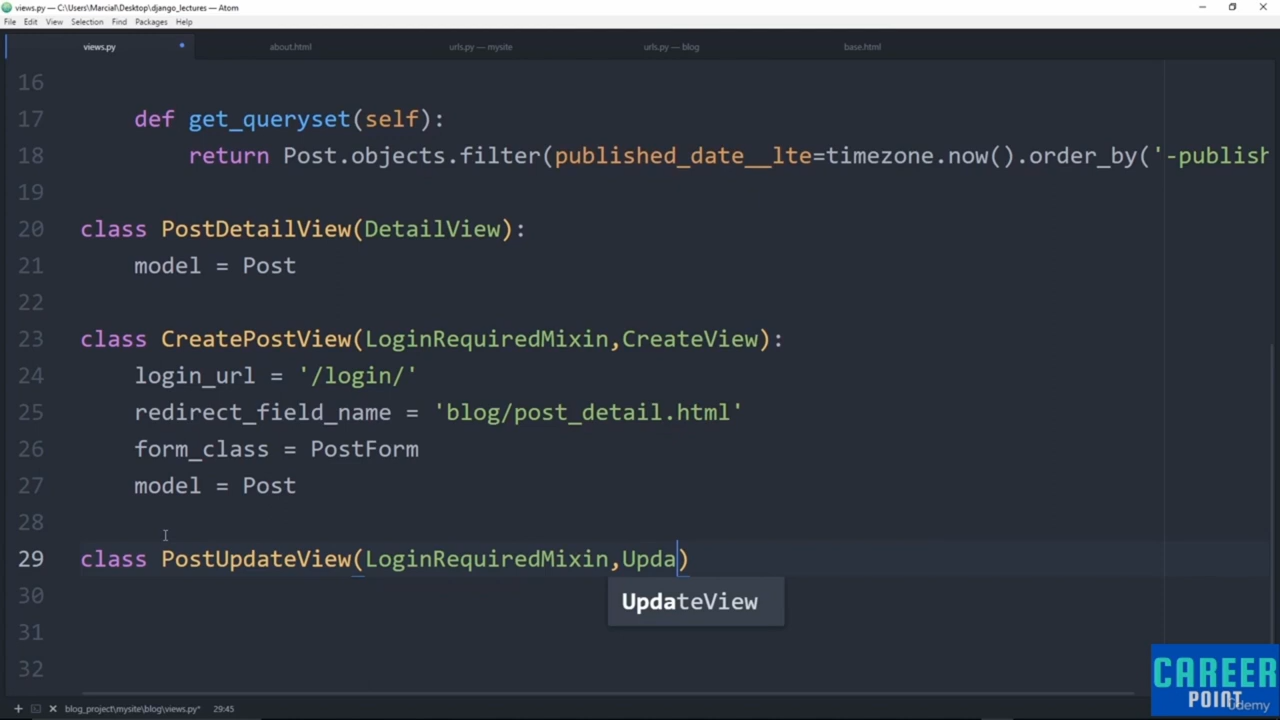 views.py — C:\Users\Marcial\Desktop\django_lectures — Atom
File Edit View Selection Find Packages Help
views.py about.html urls.py — mysite urls.py — blog base.html
16
17 def get_queryset(self):
18 return Post.objects.filter(published_date__lte=timezone.now().order_by('-publish
19
20 class PostDetailView(DetailView):
21 model = Post
22
23 class CreatePostView(LoginRequiredMixin,CreateView):
24 login_url = '/login/'
25 redirect_field_name = 'blog/post_detail.html'
26 form_class = PostForm
27 model = Post
28
29 class PostUpdateView(LoginRequiredMixin,Upda)
30 UpdateView
31
32
CAREER
POINT
udemy
+ blog_project\mysite\blog\views.py* 29:45